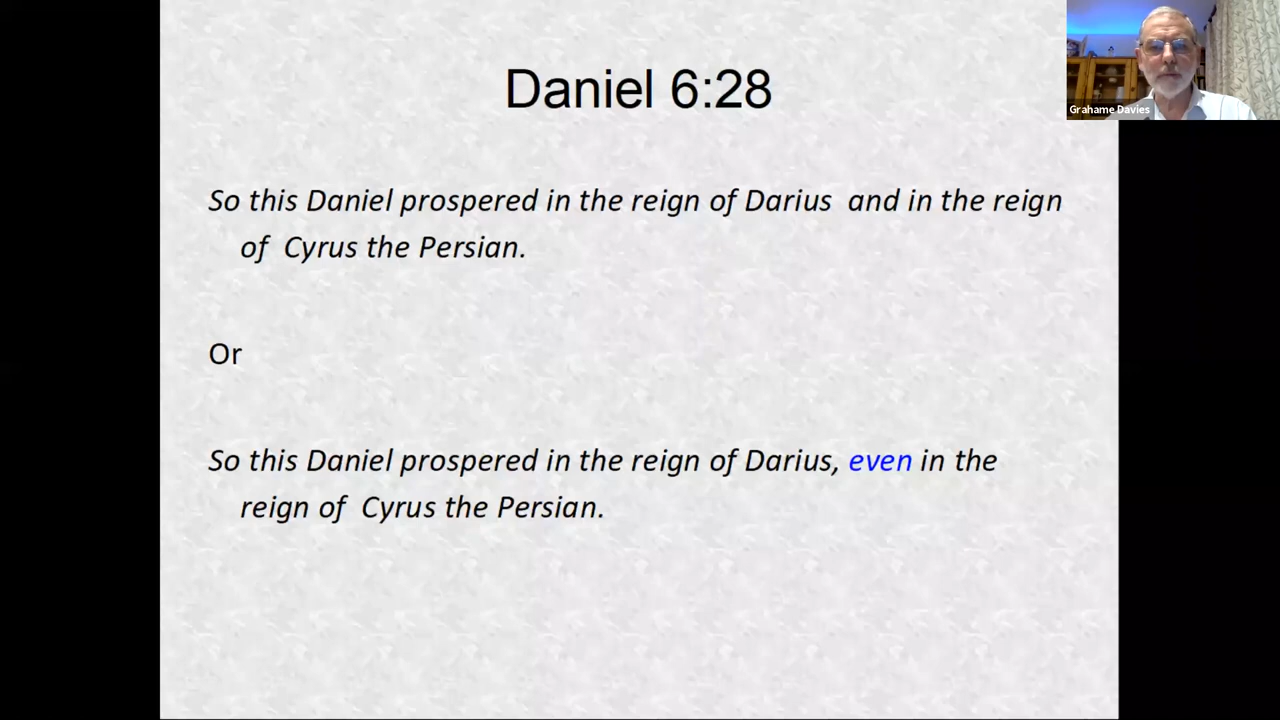 Daniel 6:28
Grahame Davies
So this Daniel prospered in the reign of Darius  and in the reign
of  Cyrus the Persian.
Or
So this Daniel prospered in the reign of Darius, even in the
reign of  Cyrus the Persian.